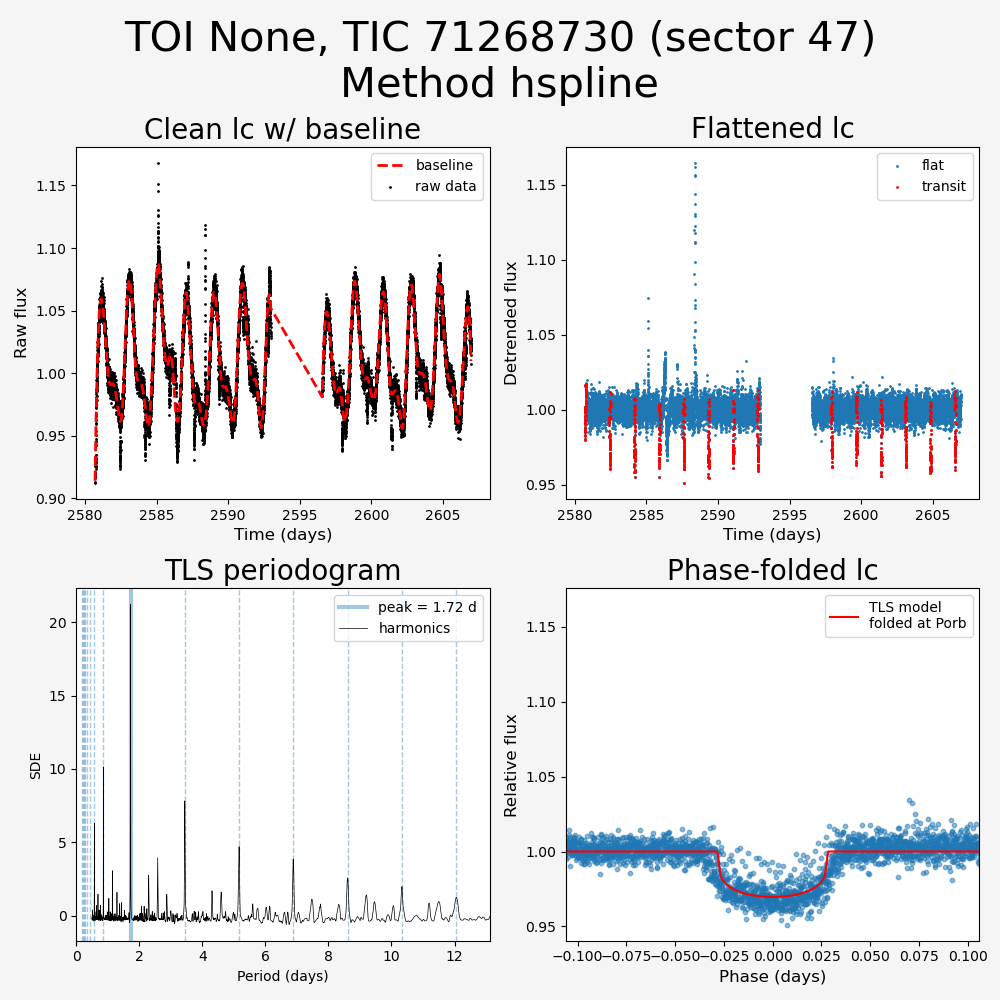 TOI None, TIC 71268730 (sector 47)
Method hspline
Clean lc w/ baseline
baseline
raw data
Raw flux
1.15
1.10
1.05
1.00
0.95
0.90
2580
2585
2590
2595
2600
2605
Time (days)
Flattened lc
flat
transit
Detrended flux
1.15
1.10
1.05
1.00
0.95
2580
2585
2590
2595
2600
2605
Time (days)
TLS periodogram
peak = 1.72 d
harmonics
SDE
20
15
10
5
0
0
2
4
6
8
10
12
Period (days)
Phase-folded lc
TLS model
folded at Porb
Relative flux
1.15
1.10
1.05
1.00
0.95
−0.100
−0.075
−0.050
−0.025
0.000
0.025
0.050
0.075
0.100
Phase (days)